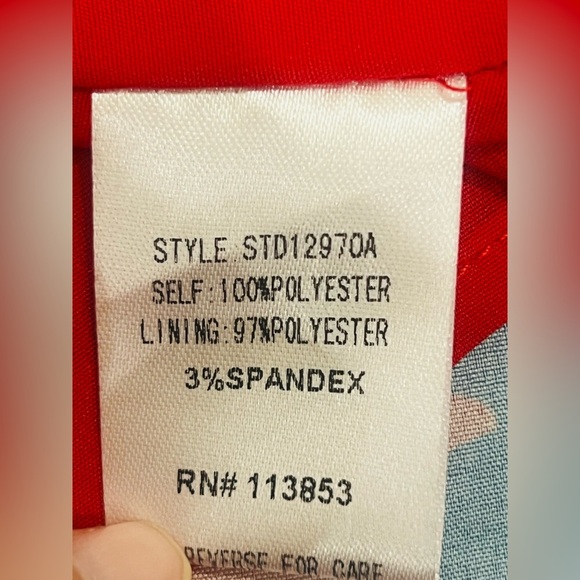 STYLE:STD12970A
SELF:100%POLYESTER
LINING:97%POLYESTER
3%SPANDEX
RN# 113853
REVERSE FOR CARE